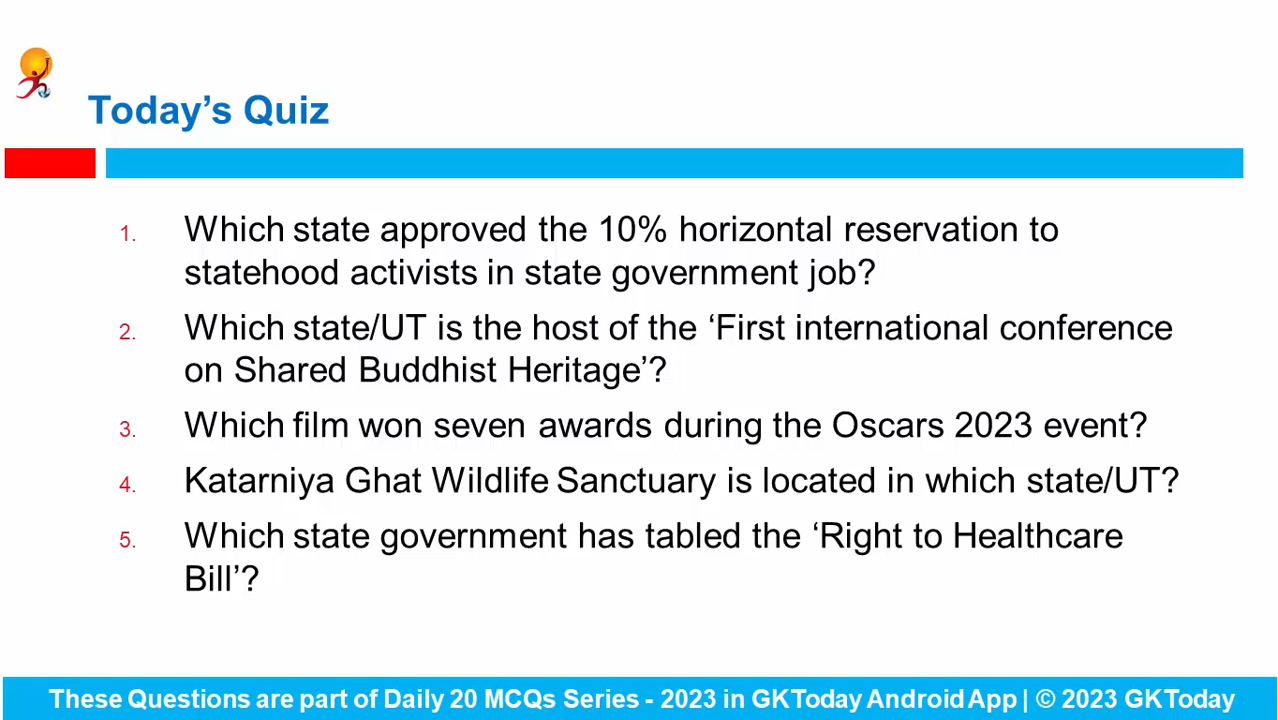 Today’s Quiz
1. Which state approved the 10% horizontal reservation to
statehood activists in state government job?
2. Which state/UT is the host of the ‘First international conference
on Shared Buddhist Heritage’?
3. Which film won seven awards during the Oscars 2023 event?
4. Katarniya Ghat Wildlife Sanctuary is located in which state/UT?
5. Which state government has tabled the ‘Right to Healthcare
Bill’?
These Questions are part of Daily 20 MCQs Series - 2023 in GKToday Android App | © 2023 GKToday